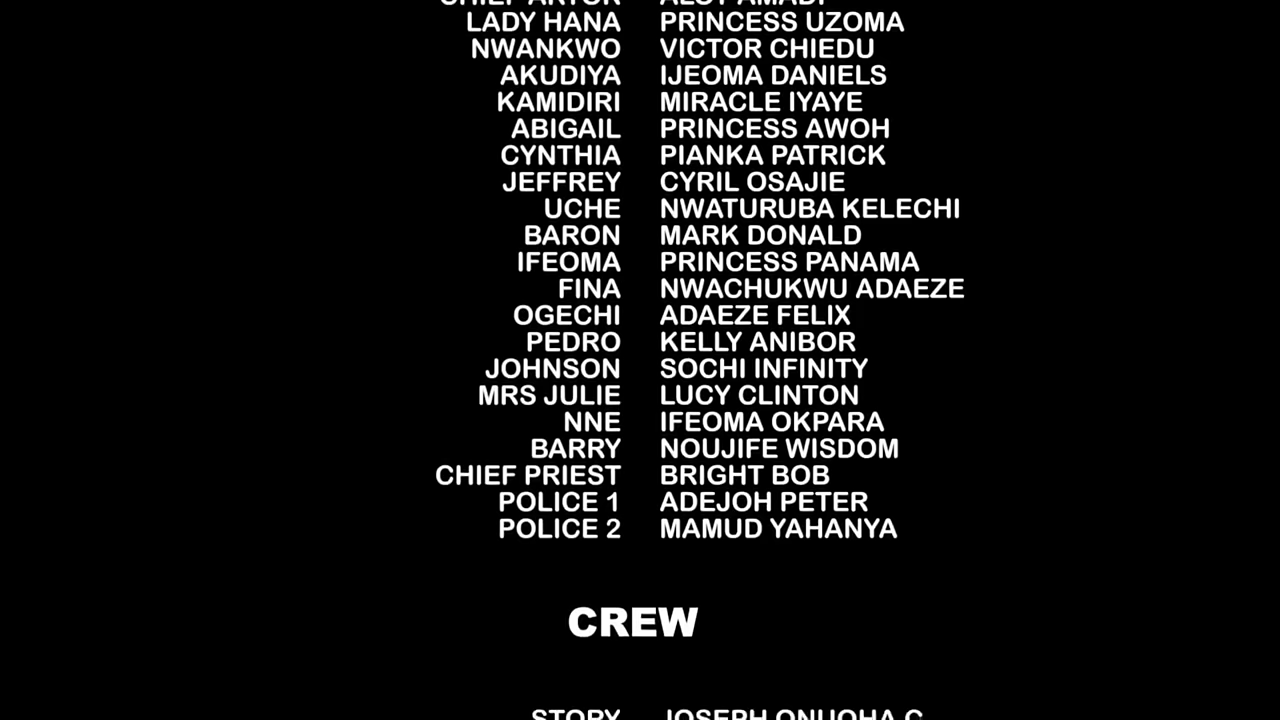 LADY HANA PRINCESS UZOMA
NWANKWO VICTOR CHIEDU
AKUDIYA IJEOMA DANIELS
KAMIDIRI MIRACLE IYAYE
ABIGAIL PRINCESS AWOH
CYNTHIA PIANKA PATRICK
JEFFREY CYRIL OSAJIE
UCHE NWATURUBA KELECHI
BARON MARK DONALD
IFEOMA PRINCESS PANAMA
FINA NWACHUKWU ADAEZE
OGECHI ADAEZE FELIX
PEDRO KELLY ANIBOR
JOHNSON SOCHI INFINITY
MRS JULIE LUCY CLINTON
NNE IFEOMA OKPARA
BARRY NOUJIFE WISDOM
CHIEF PRIEST BRIGHT BOB
POLICE 1 ADEJOH PETER
POLICE 2 MAMUD YAHANYA
CREW
STORY JOSEPH ONUOHA C